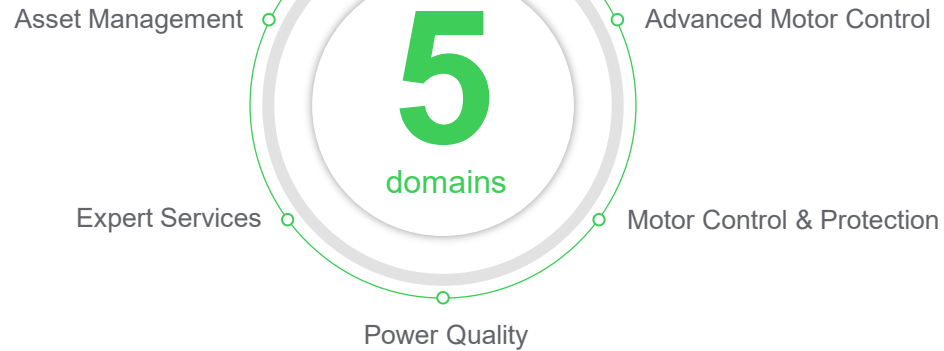 Asset Management
5
Advanced Motor Control
domains
Expert Services
Motor Control & Protection
Power Quality